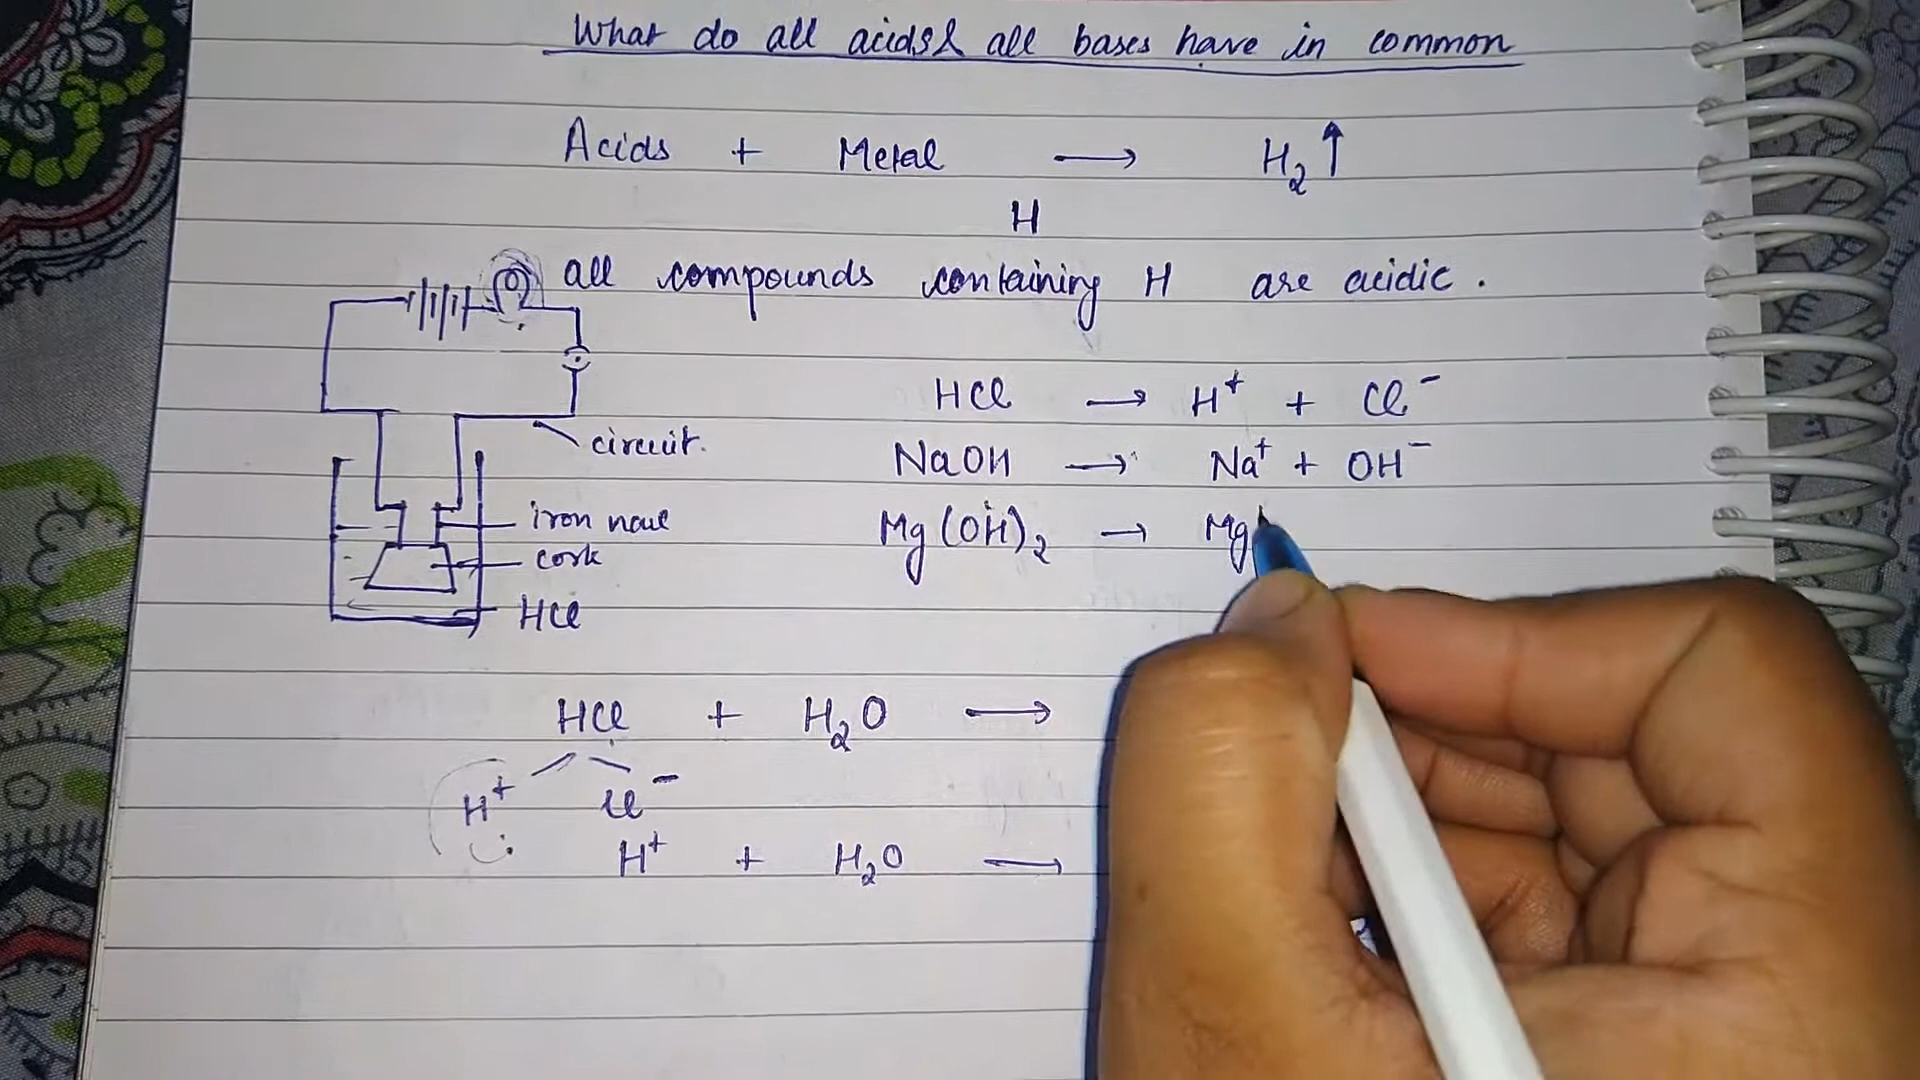 What do all acids & all bases have in common
Acids + Metal → H₂↑
H
all compounds containing H are acidic.
HCl → H⁺ + Cl⁻
circuit.
NaOH → Na⁺ + OH⁻
iron nail
Mg(OH)₂ → Mg
cork
HCl
HCl + H₂O →
H⁺ Cl⁻
H⁺ + H₂O →